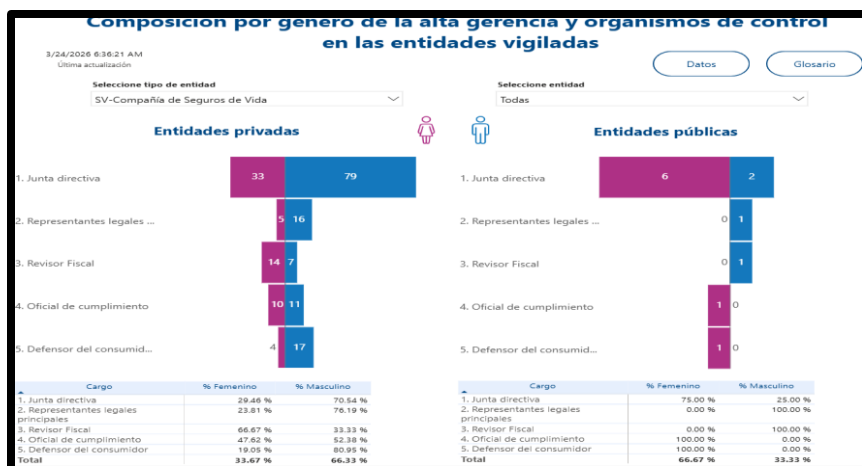 Composición por género de la alta gerencia y organismos de control
en las entidades vigiladas
3/24/2026 6:36:21 AM
Última actualización
Datos
Glosario
Seleccione tipo de entidad
SV-Compañía de Seguros de Vida
Seleccione entidad
Todas
Entidades privadas
1. Junta directiva 33 79
2. Representantes legales ... 5 16
3. Revisor Fiscal 14 7
4. Oficial de cumplimiento 10 11
5. Defensor del consumid... 4 17
Entidades públicas
1. Junta directiva 6 2
2. Representantes legales ... 0 1
3. Revisor Fiscal 0 1
4. Oficial de cumplimiento 1 0
5. Defensor del consumid... 1 0
Cargo % Femenino % Masculino
1. Junta directiva 29.46 % 70.54 %
2. Representantes legales 23.81 % 76.19 %
principales
3. Revisor Fiscal 66.67 % 33.33 %
4. Oficial de cumplimiento 47.62 % 52.38 %
5. Defensor del consumidor 19.05 % 80.95 %
Total 33.67 % 66.33 %
Cargo % Femenino % Masculino
1. Junta directiva 75.00 % 25.00 %
2. Representantes legales 0.00 % 100.00 %
principales
3. Revisor Fiscal 0.00 % 100.00 %
4. Oficial de cumplimiento 100.00 % 0.00 %
5. Defensor del consumidor 100.00 % 0.00 %
Total 66.67 % 33.33 %